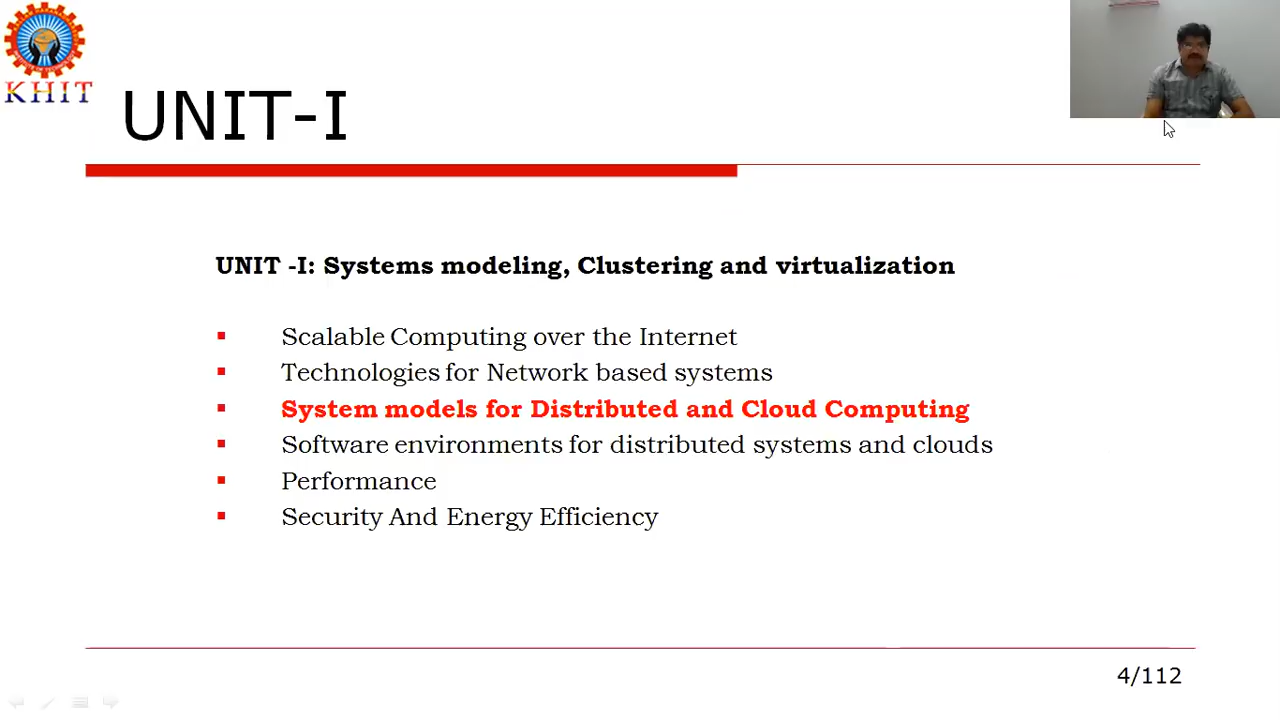 KHIT
UNIT-I
UNIT -I: Systems modeling, Clustering and virtualization
Scalable Computing over the Internet
Technologies for Network based systems
System models for Distributed and Cloud Computing
Software environments for distributed systems and clouds
Performance
Security And Energy Efficiency
4/112